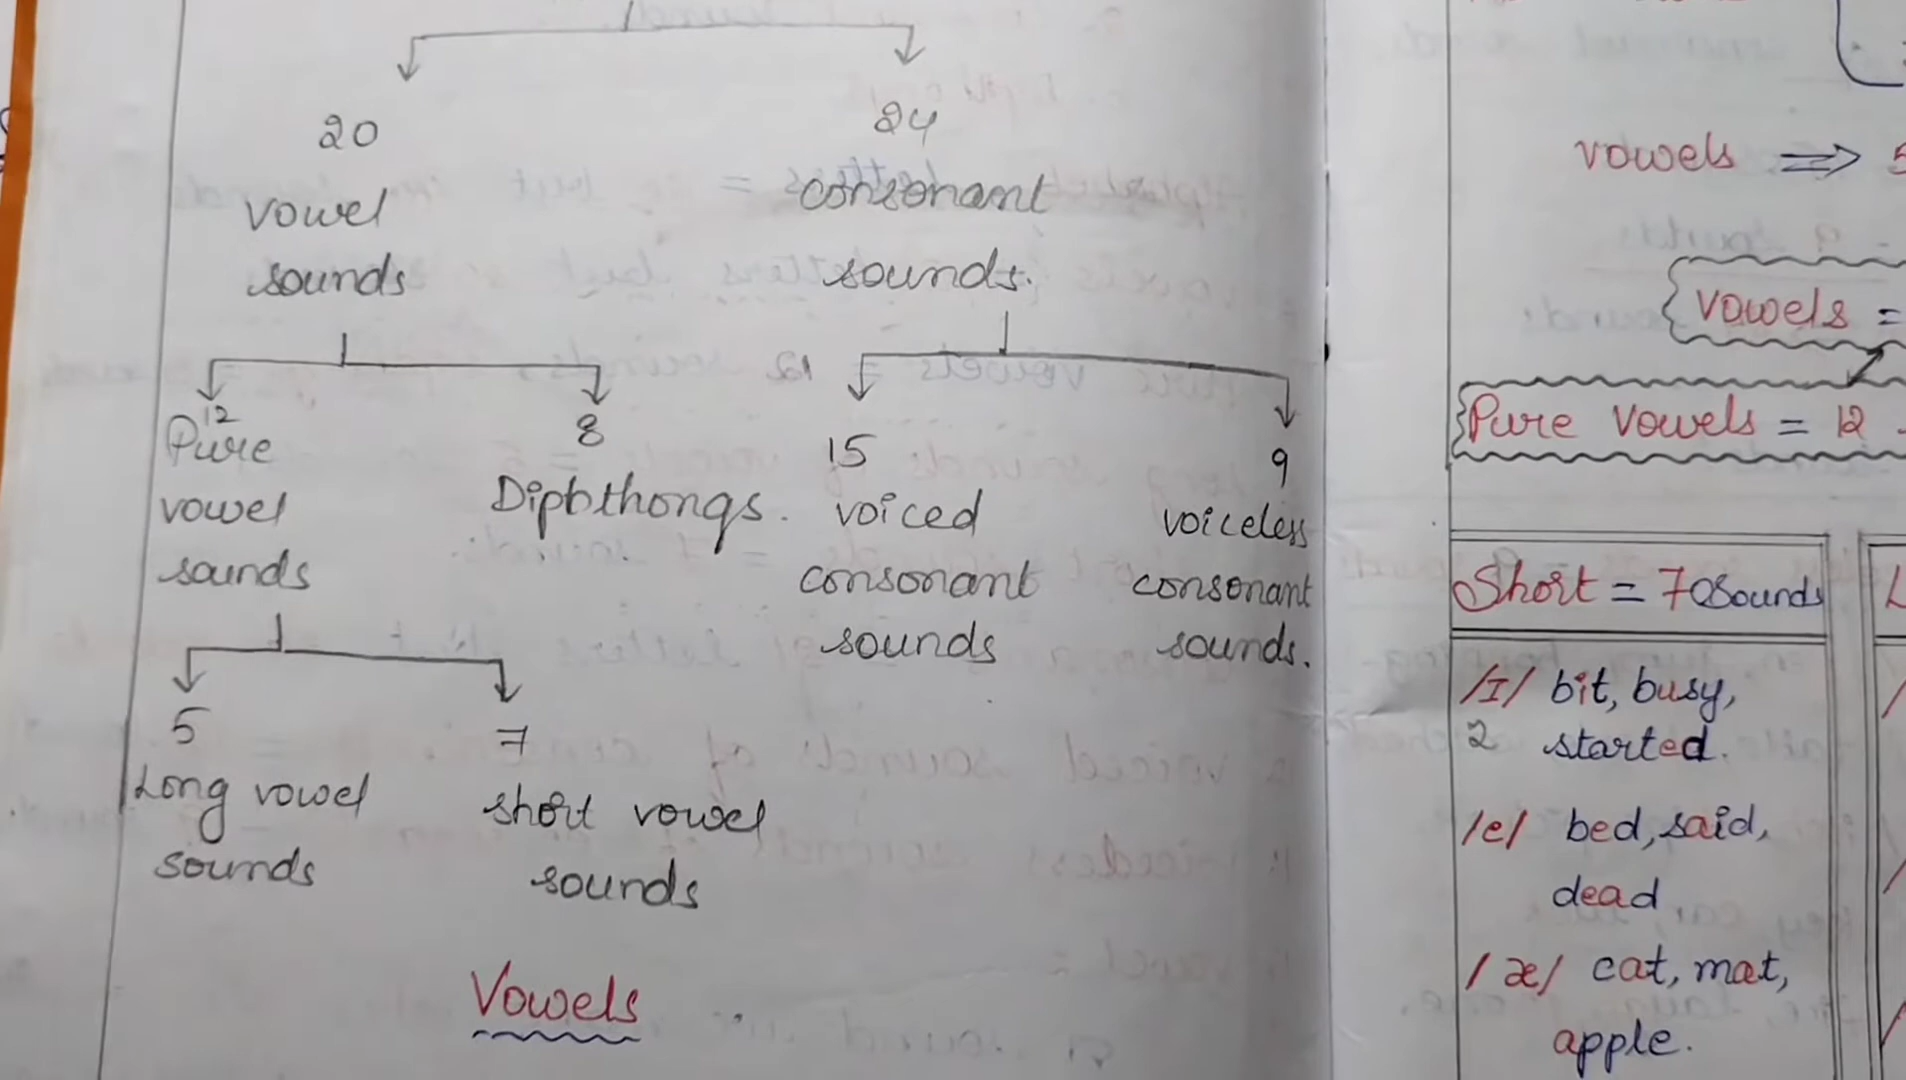 20
vowel
sounds
24
consonant
sounds.
12
Pure
vowel
sounds
8
Diphthongs.
15
voiced
consonant
sounds
9
voiceless
consonant
sounds.
5
Long vowel
sounds
7
short vowel
sounds
Vowels
vowels ⇒ 5
Vowels =
Pure Vowels = 12
Short = 7 Sounds
/I/ bit, busy,
2 started.
/e/ bed, said,
dead
/æ/ cat, mat,
apple.